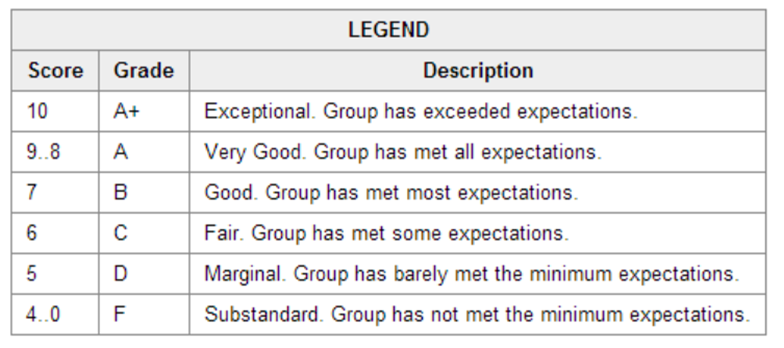 LEGEND
Score Grade Description
10 A+ Exceptional. Group has exceeded expectations.
9..8 A Very Good. Group has met all expectations.
7 B Good. Group has met most expectations.
6 C Fair. Group has met some expectations.
5 D Marginal. Group has barely met the minimum expectations.
4..0 F Substandard. Group has not met the minimum expectations.